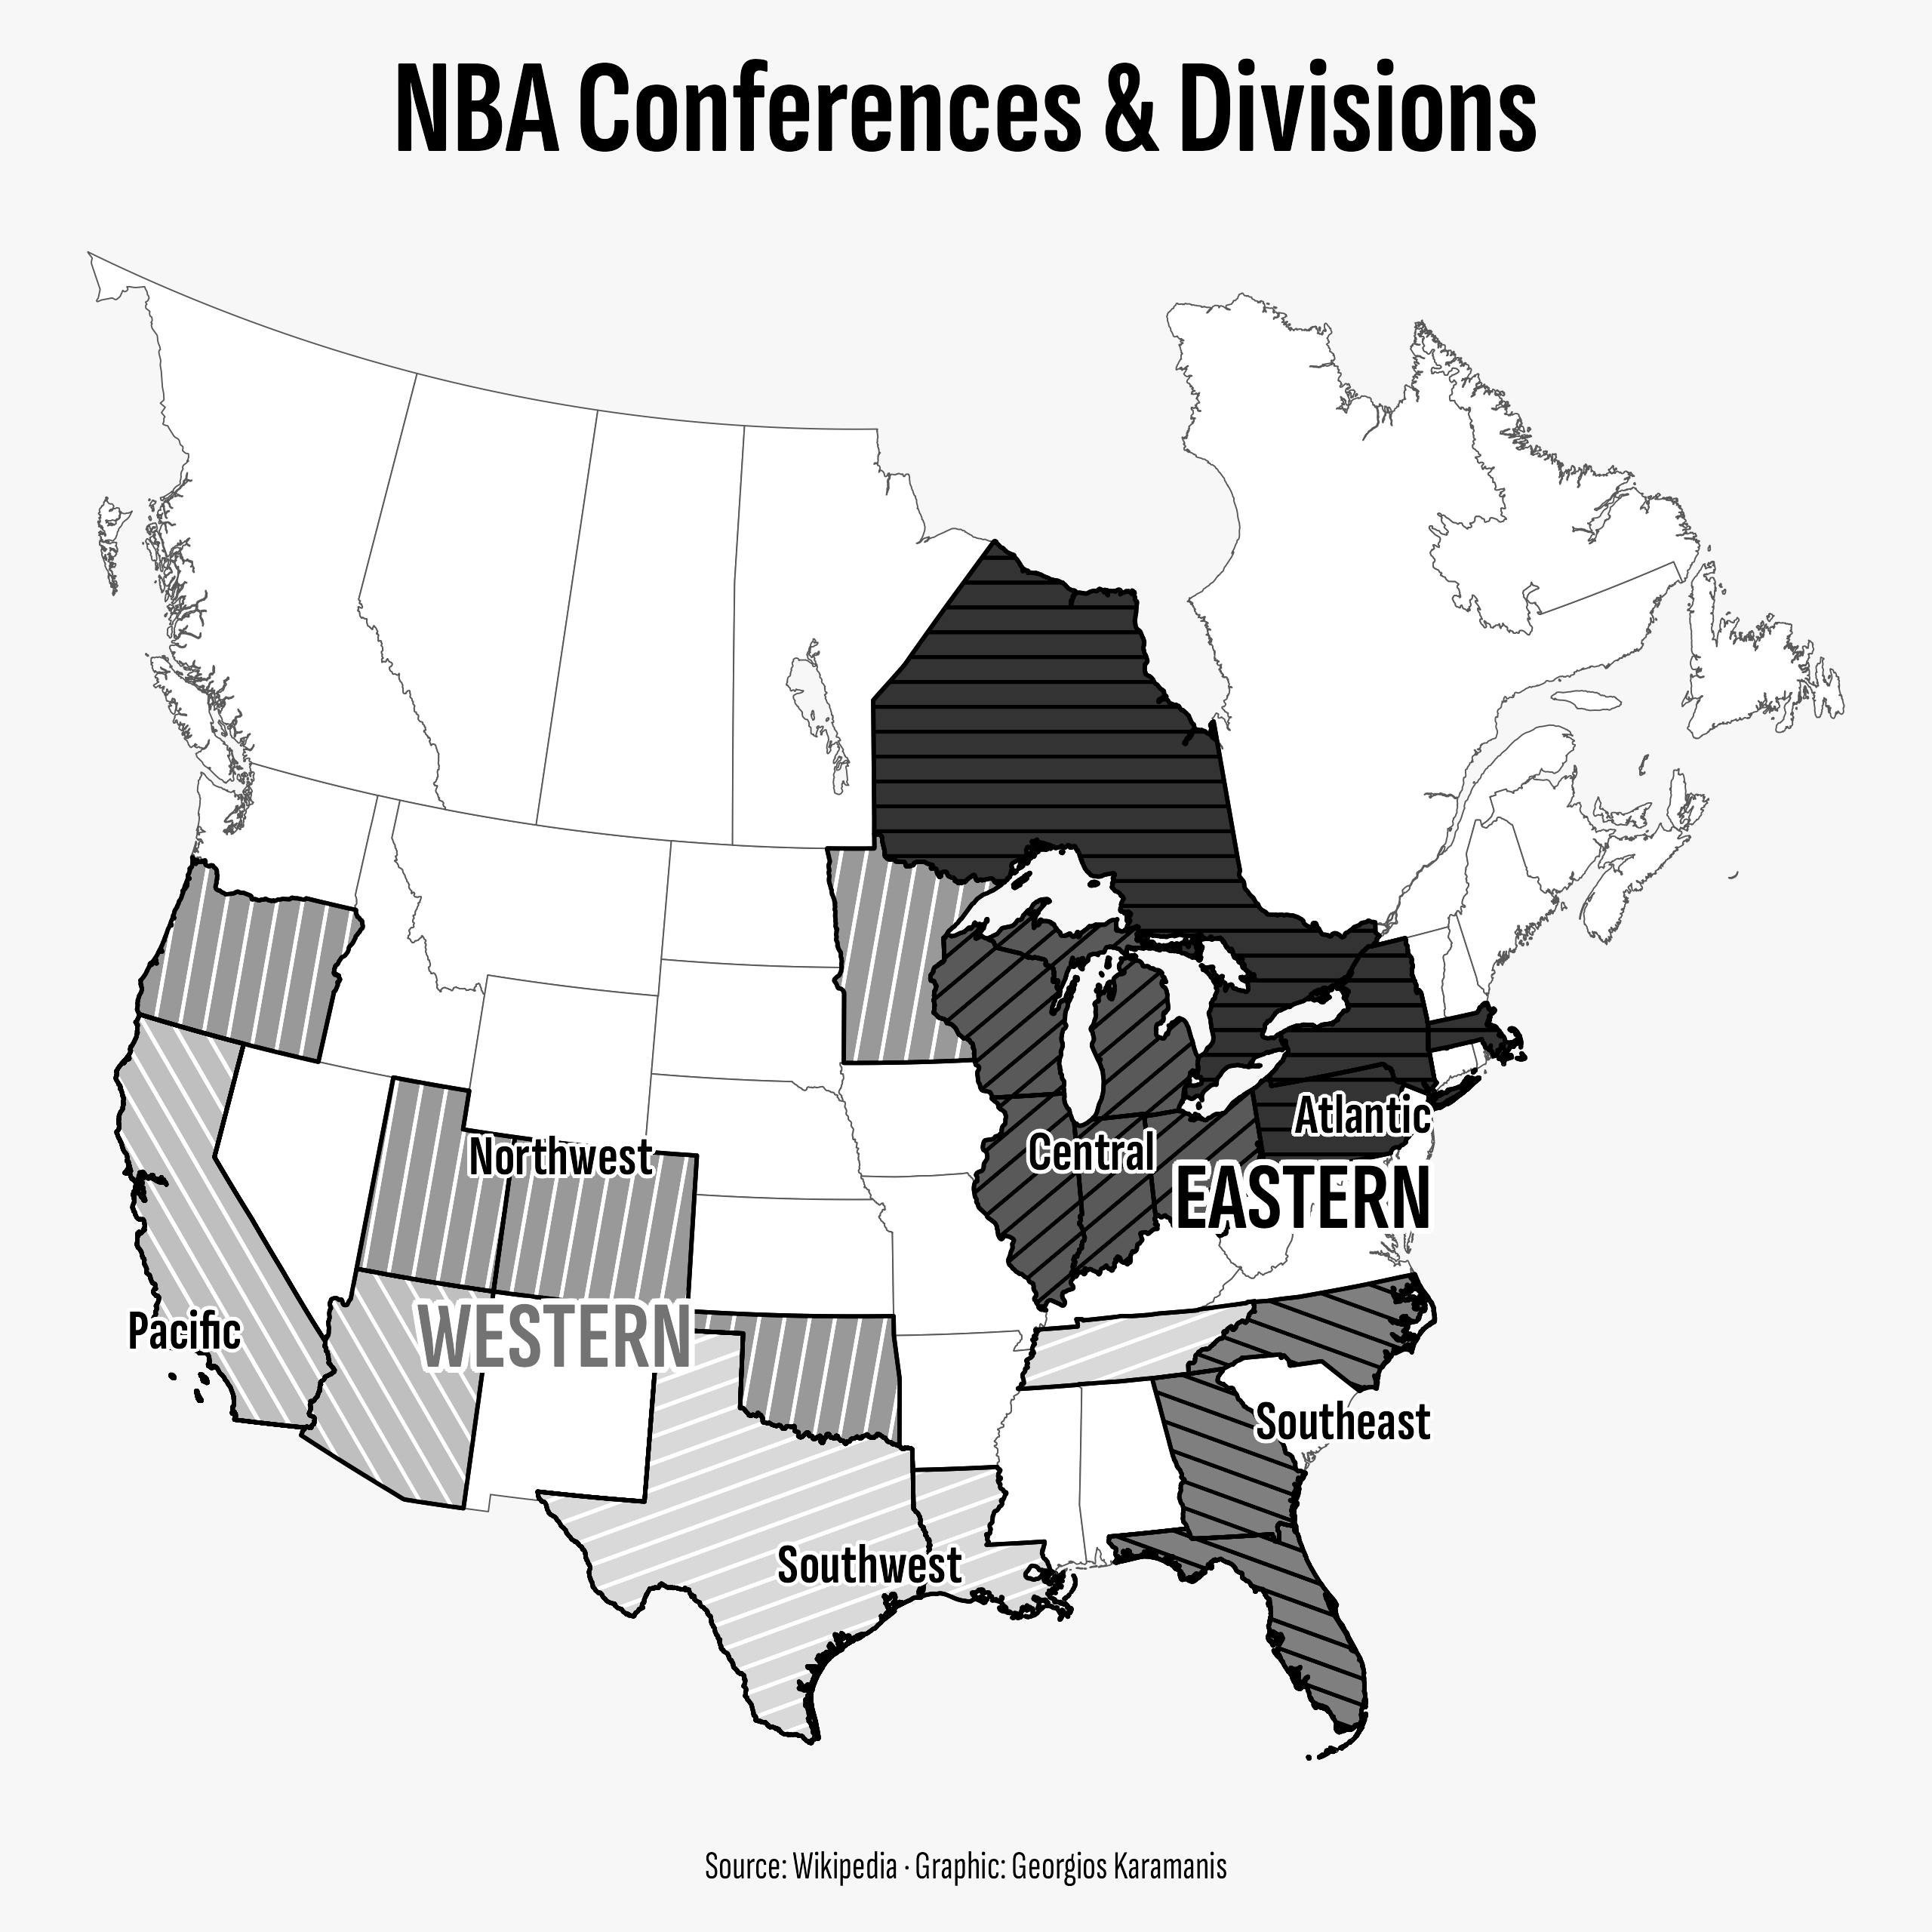 NBA Conferences & Divisions
Northwest
Atlantic
Central
EASTERN
Pacific
WESTERN
Southeast
Southwest
Source: Wikipedia · Graphic: Georgios Karamanis